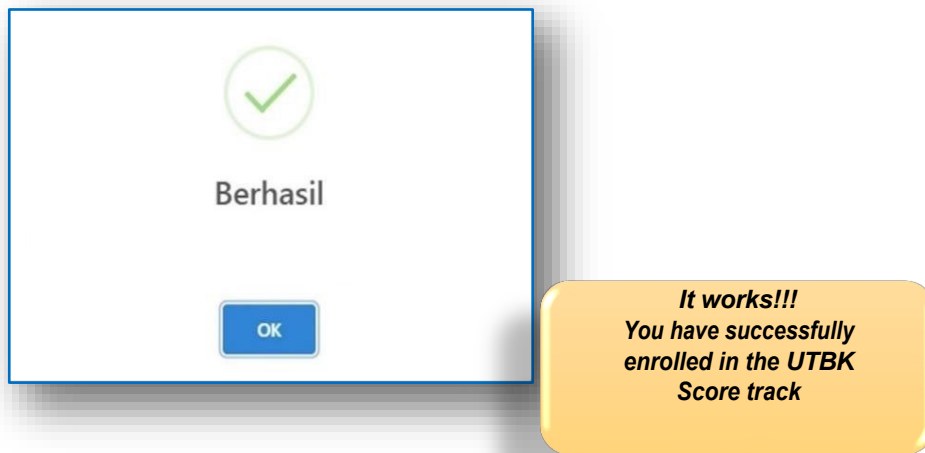 Berhasil
OK
It works!!!
You have successfully
enrolled in the UTBK
Score track